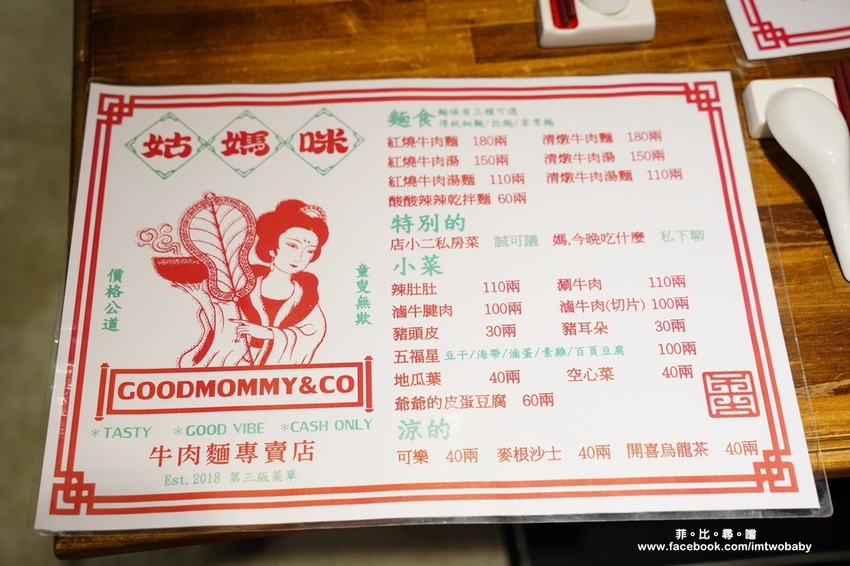 姑媽咪
價格公道
童叟無欺
GOODMOMMY&CO
*TASTY *GOOD VIBE *CASH ONLY
牛肉麵專賣店
Est.2018 第三版菜單
麵食 麵條有三種可選
傳統細麵/拉麵/家常麵
紅燒牛肉麵 180兩 清燉牛肉麵 180兩
紅燒牛肉湯 150兩 清燉牛肉湯 150兩
紅燒牛肉湯麵 110兩 清燉牛肉湯麵 110兩
酸酸辣辣乾拌麵 60兩
特別的
店小二私房菜 誠可議 媽,今晚吃什麼 私下聊
小菜
辣肚肚 110兩 涮牛肉 110兩
滷牛腱肉 100兩 滷牛肉(切片) 100兩
豬頭皮 30兩 豬耳朵 30兩
五福星 豆干/海帶/滷蛋/素雞/百頁豆腐 100兩
地瓜葉 40兩 空心菜 40兩
爺爺的皮蛋豆腐 60兩
涼的
可樂 40兩 麥根沙士 40兩 開喜烏龍茶 40兩
菲。比。尋。嚐
www.facebook.com/imtwobaby